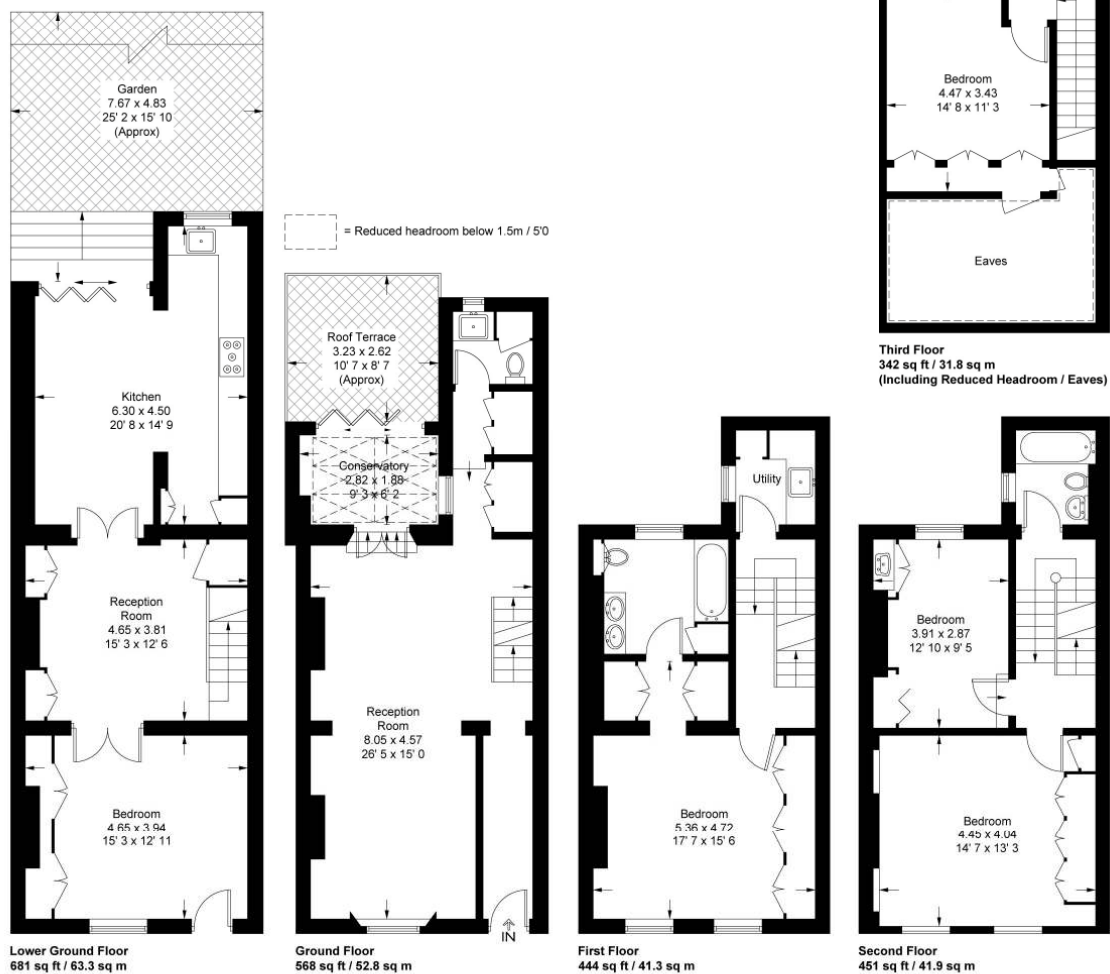 Garden
7.67 x 4.83
25' 2 x 15' 10
(Approx)
= Reduced headroom below 1.5m / 5'0
Kitchen
6.30 x 4.50
20' 8 x 14' 9
Reception
Room
4.65 x 3.81
15' 3 x 12' 6
Bedroom
4.65 x 3.94
15' 3 x 12' 11
Lower Ground Floor
681 sq ft / 63.3 sq m
Roof Terrace
3.23 x 2.62
10' 7 x 8' 7
(Approx)
Conservatory
2.82 x 1.88
9' 3 x 6' 2
Reception
Room
8.05 x 4.57
26' 5 x 15' 0
IN
Ground Floor
568 sq ft / 52.8 sq m
Utility
Bedroom
5.36 x 4.72
17' 7 x 15' 6
First Floor
444 sq ft / 41.3 sq m
Bedroom
4.47 x 3.43
14' 8 x 11' 3
Eaves
Third Floor
342 sq ft / 31.8 sq m
(Including Reduced Headroom / Eaves)
Bedroom
3.91 x 2.87
12' 10 x 9' 5
Bedroom
4.45 x 4.04
14' 7 x 13' 3
Second Floor
451 sq ft / 41.9 sq m